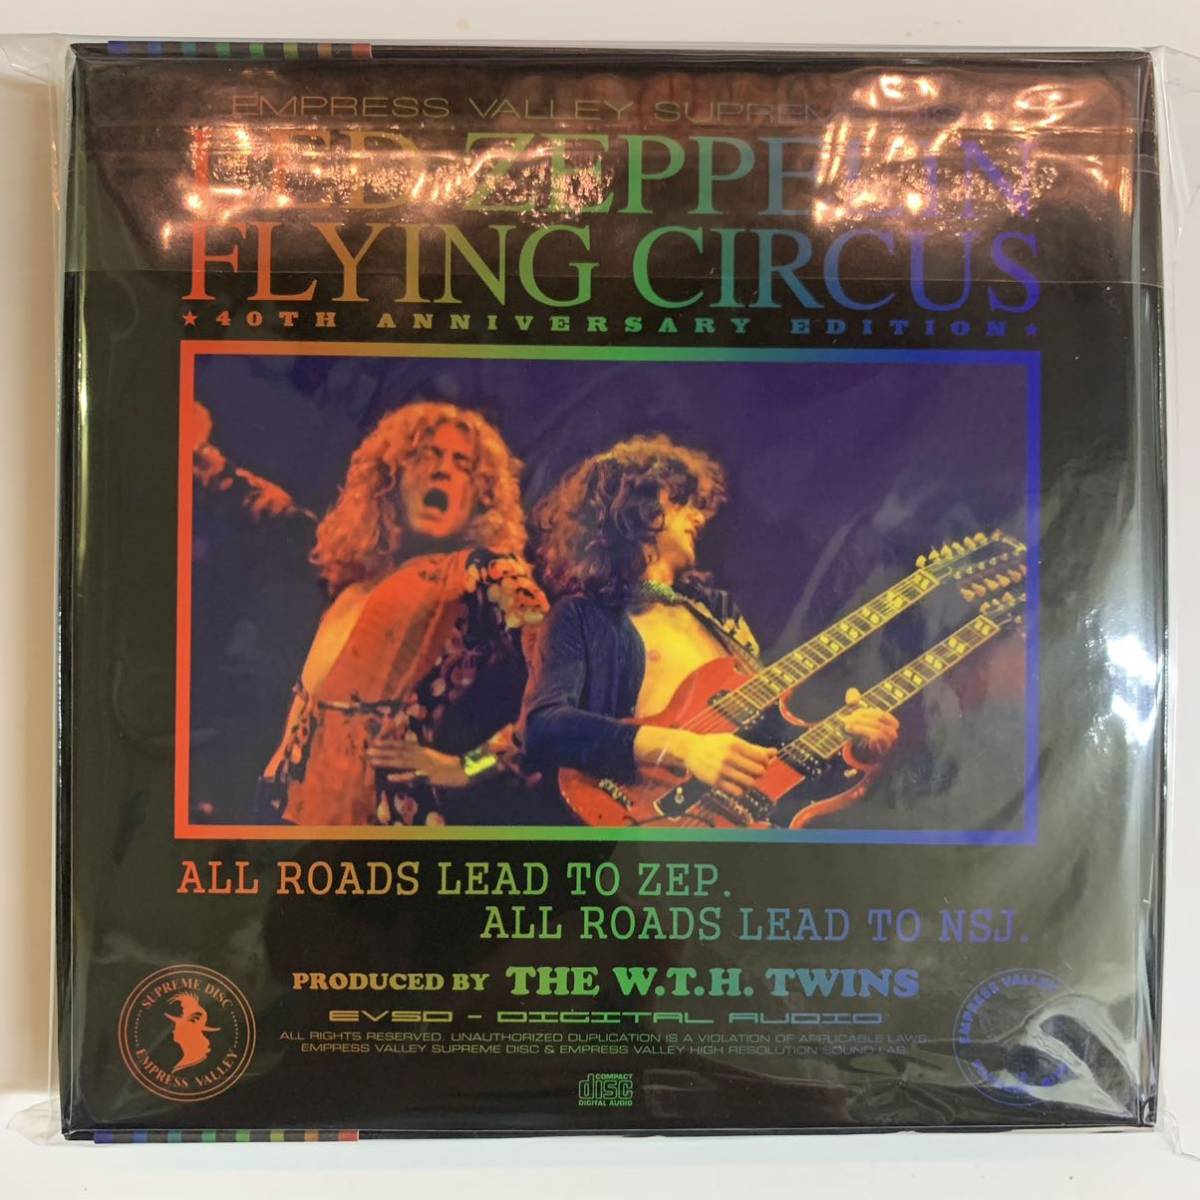 EMPRESS VALLEY SUPREME
LED ZEPPELIN
FLYING CIRCUS
★40TH ANNIVERSARY EDITION★
ALL ROADS LEAD TO ZEP.
ALL ROADS LEAD TO NSJ.
PRODUCED BY THE W.T.H. TWINS
EVSD - DIGITAL AUDIO
ALL RIGHTS RESERVED. UNAUTHORIZED DUPLICATION IS A VIOLATION OF APPLICABLE LAWS.
EMPRESS VALLEY SUPREME DISC & EMPRESS VALLEY HIGH RESOLUTION SOUND LAB.
SUPREME DISC
EMPRESS VALLEY
EMPRESS VALLEY
COMPACT
disc
DIGITAL AUDIO